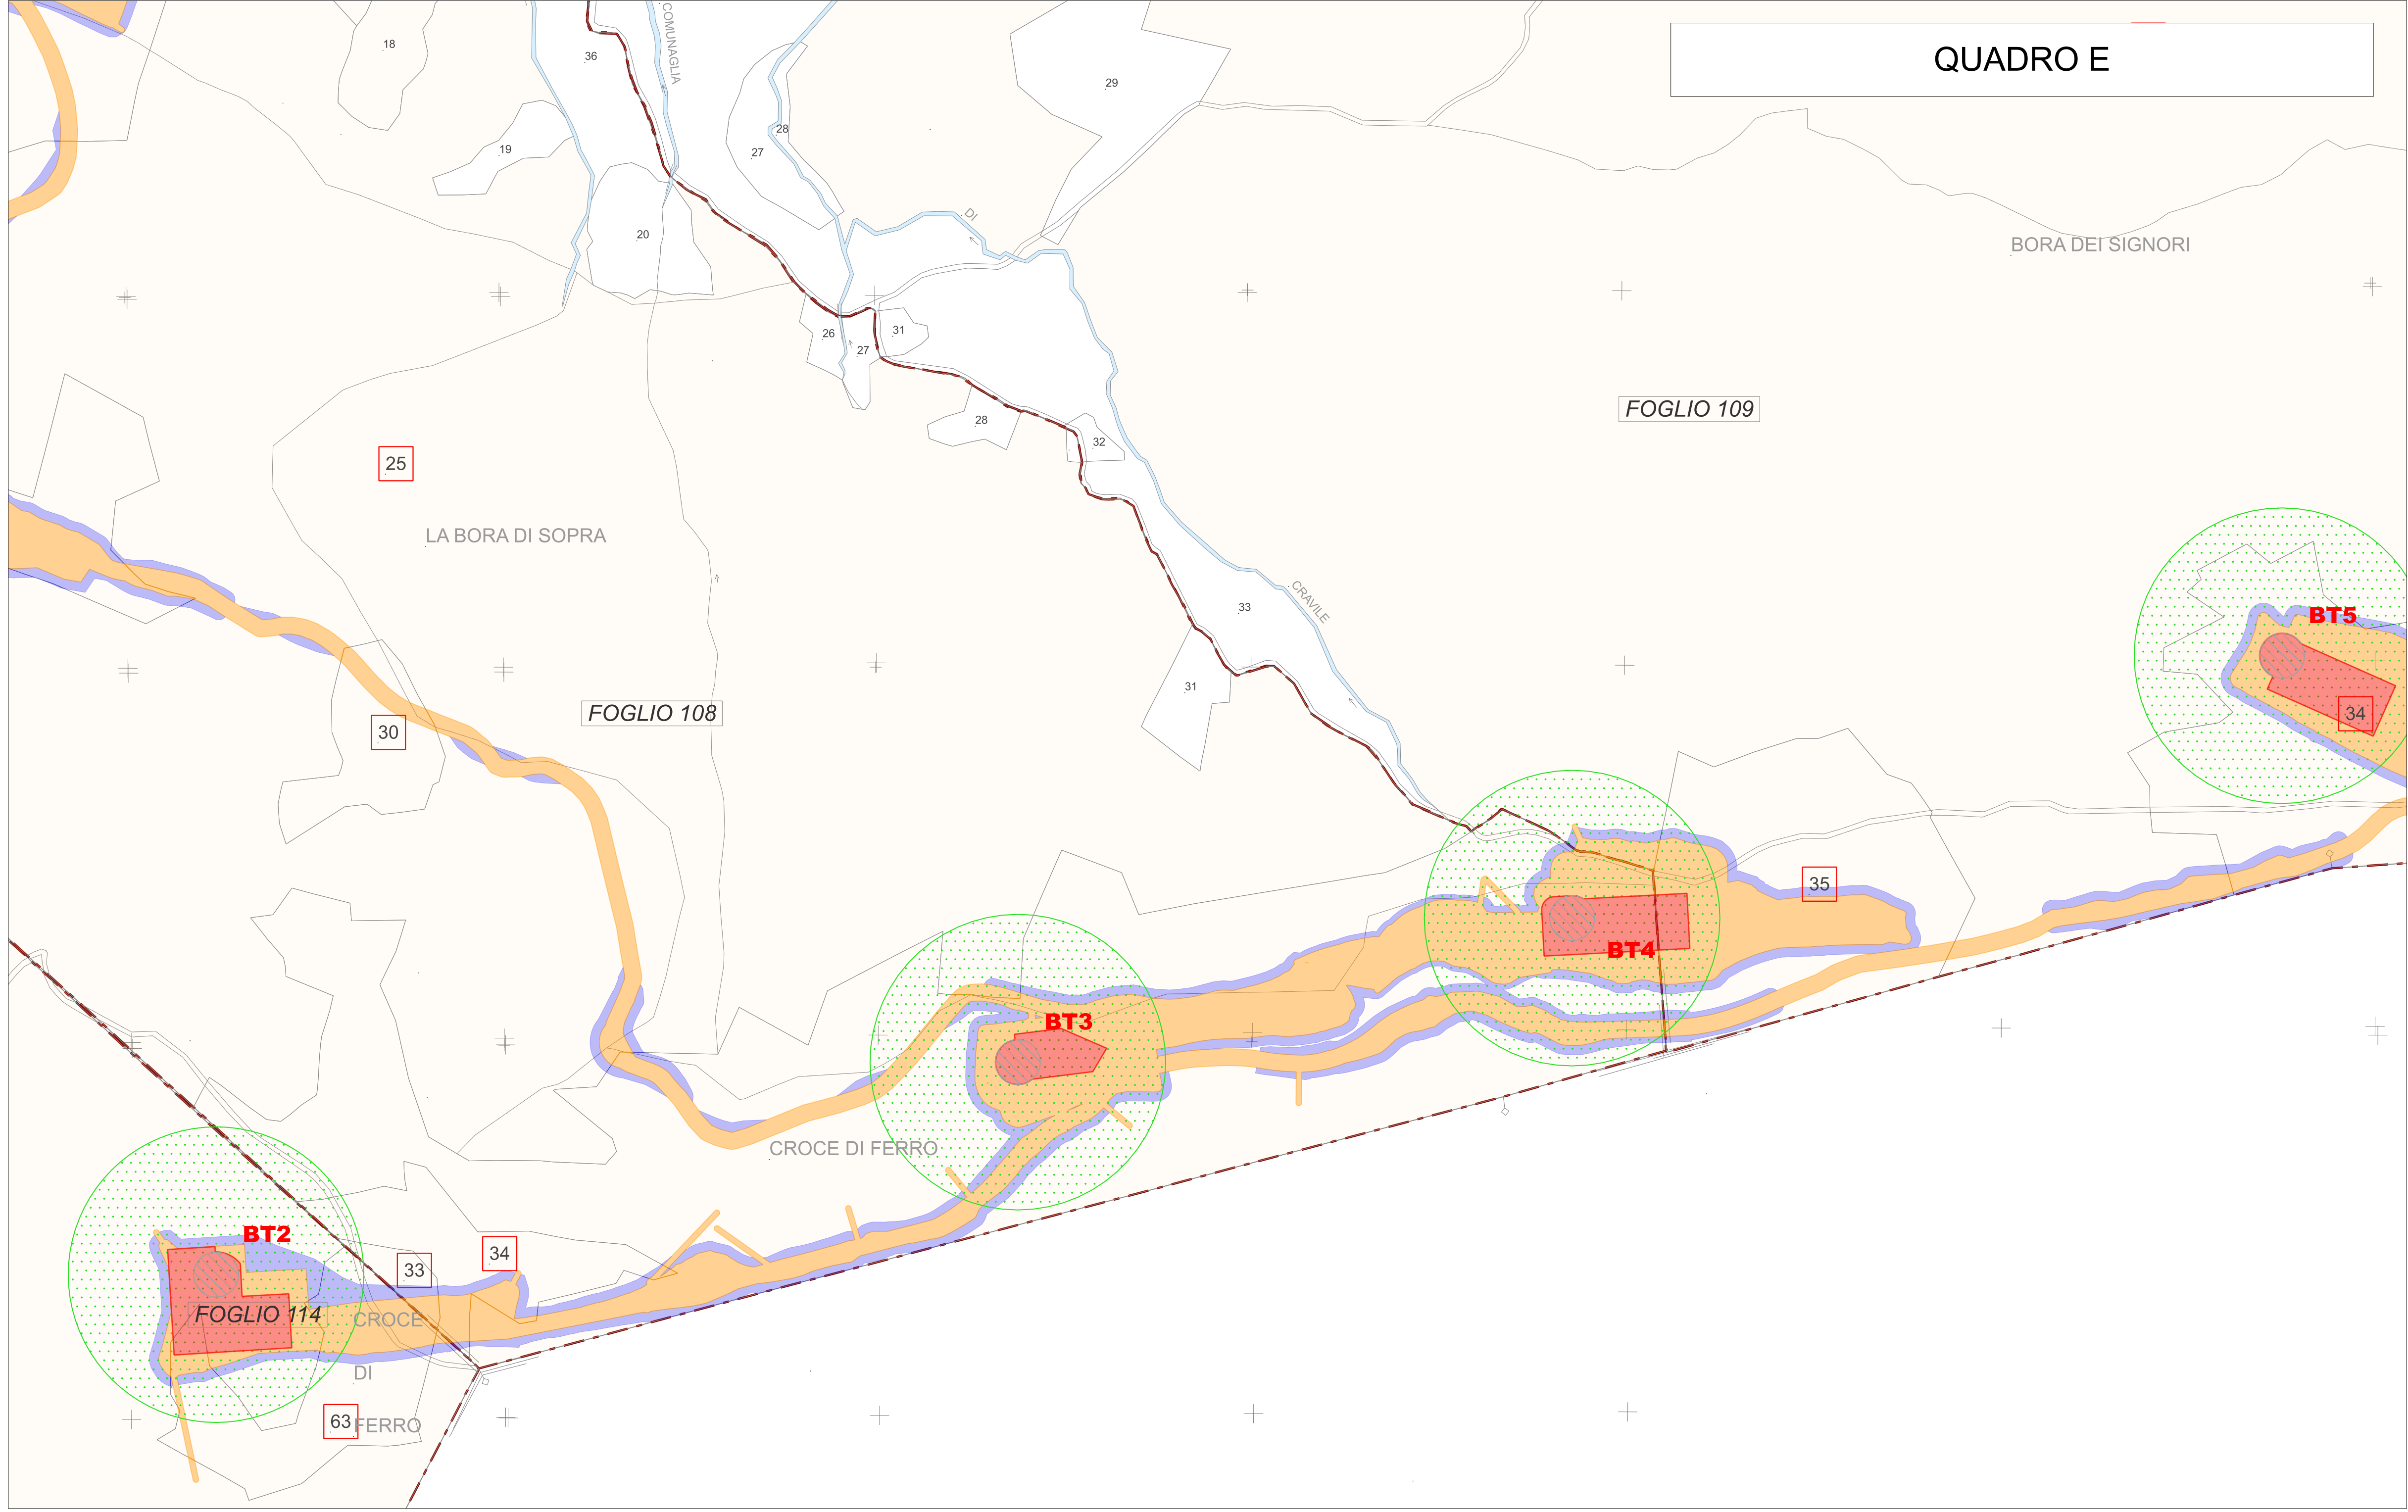 QUADRO E
18
36
COMUNAGLIA
29
28
27
19
20
DI
BORA DEI SIGNORI
26
31
27
FOGLIO 109
28
32
25
LA BORA DI SOPRA
33
CRAVILE
BT5
31
34
FOGLIO 108
30
35
BT4
BT3
CROCE DI FERRO
BT2
34
33
FOGLIO 114
CROCE
DI
63
FERRO